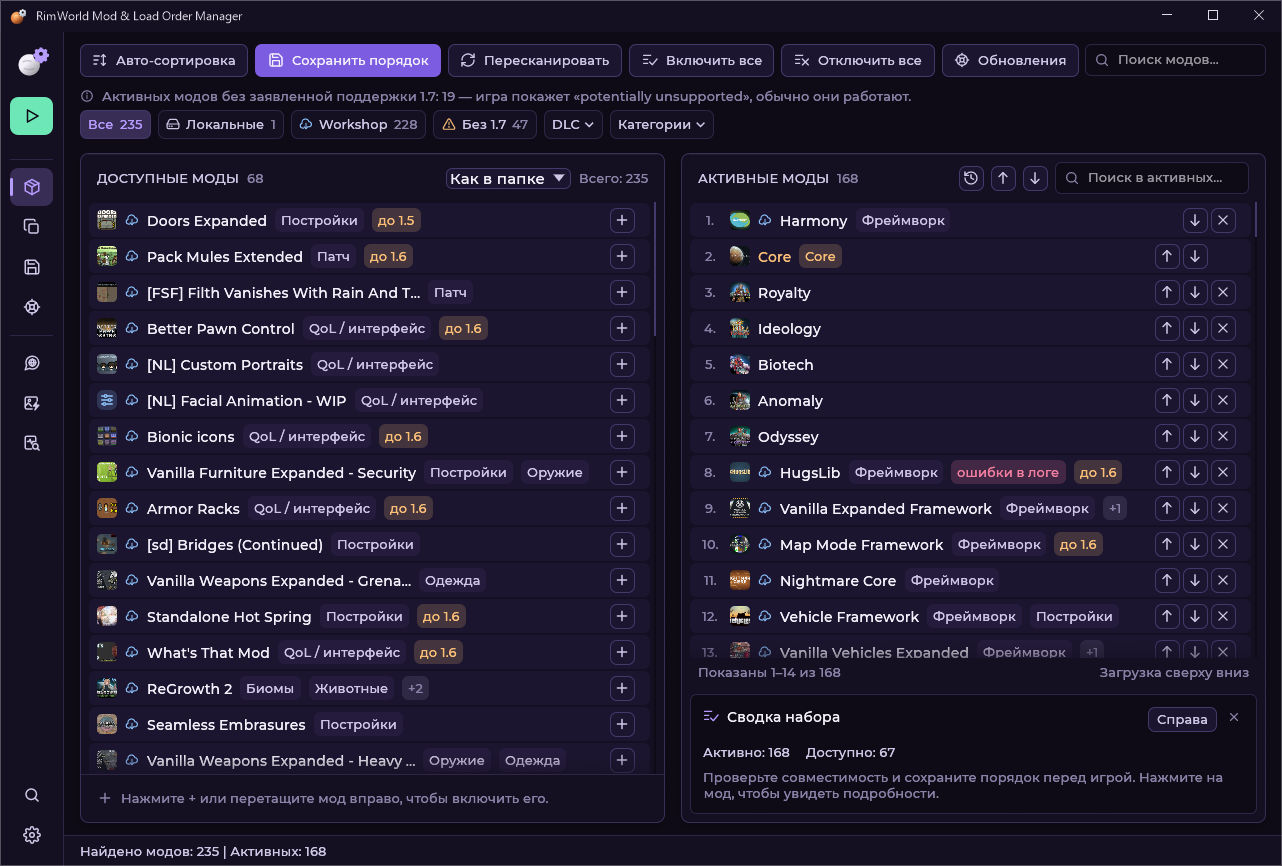 RimWorld Mod & Load Order Manager
Авто-сортировка Сохранить порядок Пересканировать Включить все Отключить все Обновления Поиск модов...
Активных модов без заявленной поддержки 1.7: 19 — игра покажет «potentially unsupported», обычно они работают.
Все 235 Локальные 1 Workshop 228 Без 1.7 47 DLC Категории
ДОСТУПНЫЕ МОДЫ 68 Как в папке Всего: 235
Doors Expanded Постройки до 1.5
Pack Mules Extended Патч до 1.6
[FSF] Filth Vanishes With Rain And T... Патч
Better Pawn Control QoL / интерфейс до 1.6
[NL] Custom Portraits QoL / интерфейс
[NL] Facial Animation - WIP QoL / интерфейс
Bionic icons QoL / интерфейс до 1.6
Vanilla Furniture Expanded - Security Постройки Оружие
Armor Racks QoL / интерфейс до 1.6
[sd] Bridges (Continued) Постройки
Vanilla Weapons Expanded - Grena... Одежда
Standalone Hot Spring Постройки до 1.6
What's That Mod QoL / интерфейс до 1.6
ReGrowth 2 Биомы Животные +2
Seamless Embrasures Постройки
Vanilla Weapons Expanded - Heavy ... Оружие Одежда
Нажмите + или перетащите мод вправо, чтобы включить его.
АКТИВНЫЕ МОДЫ 168 Поиск в активных...
1. Harmony Фреймворк
2. Core Core
3. Royalty
4. Ideology
5. Biotech
6. Anomaly
7. Odyssey
8. HugsLib Фреймворк ошибки в логе до 1.6
9. Vanilla Expanded Framework Фреймворк +1
10. Map Mode Framework Фреймворк до 1.6
11. Nightmare Core Фреймворк
12. Vehicle Framework Фреймворк Постройки
13. Vanilla Vehicles Expanded Фреймворк +1
Показаны 1–14 из 168 Загрузка сверху вниз
Сводка набора Справа
Активно: 168 Доступно: 67
Проверьте совместимость и сохраните порядок перед игрой. Нажмите на
мод, чтобы увидеть подробности.
Найдено модов: 235 | Активных: 168